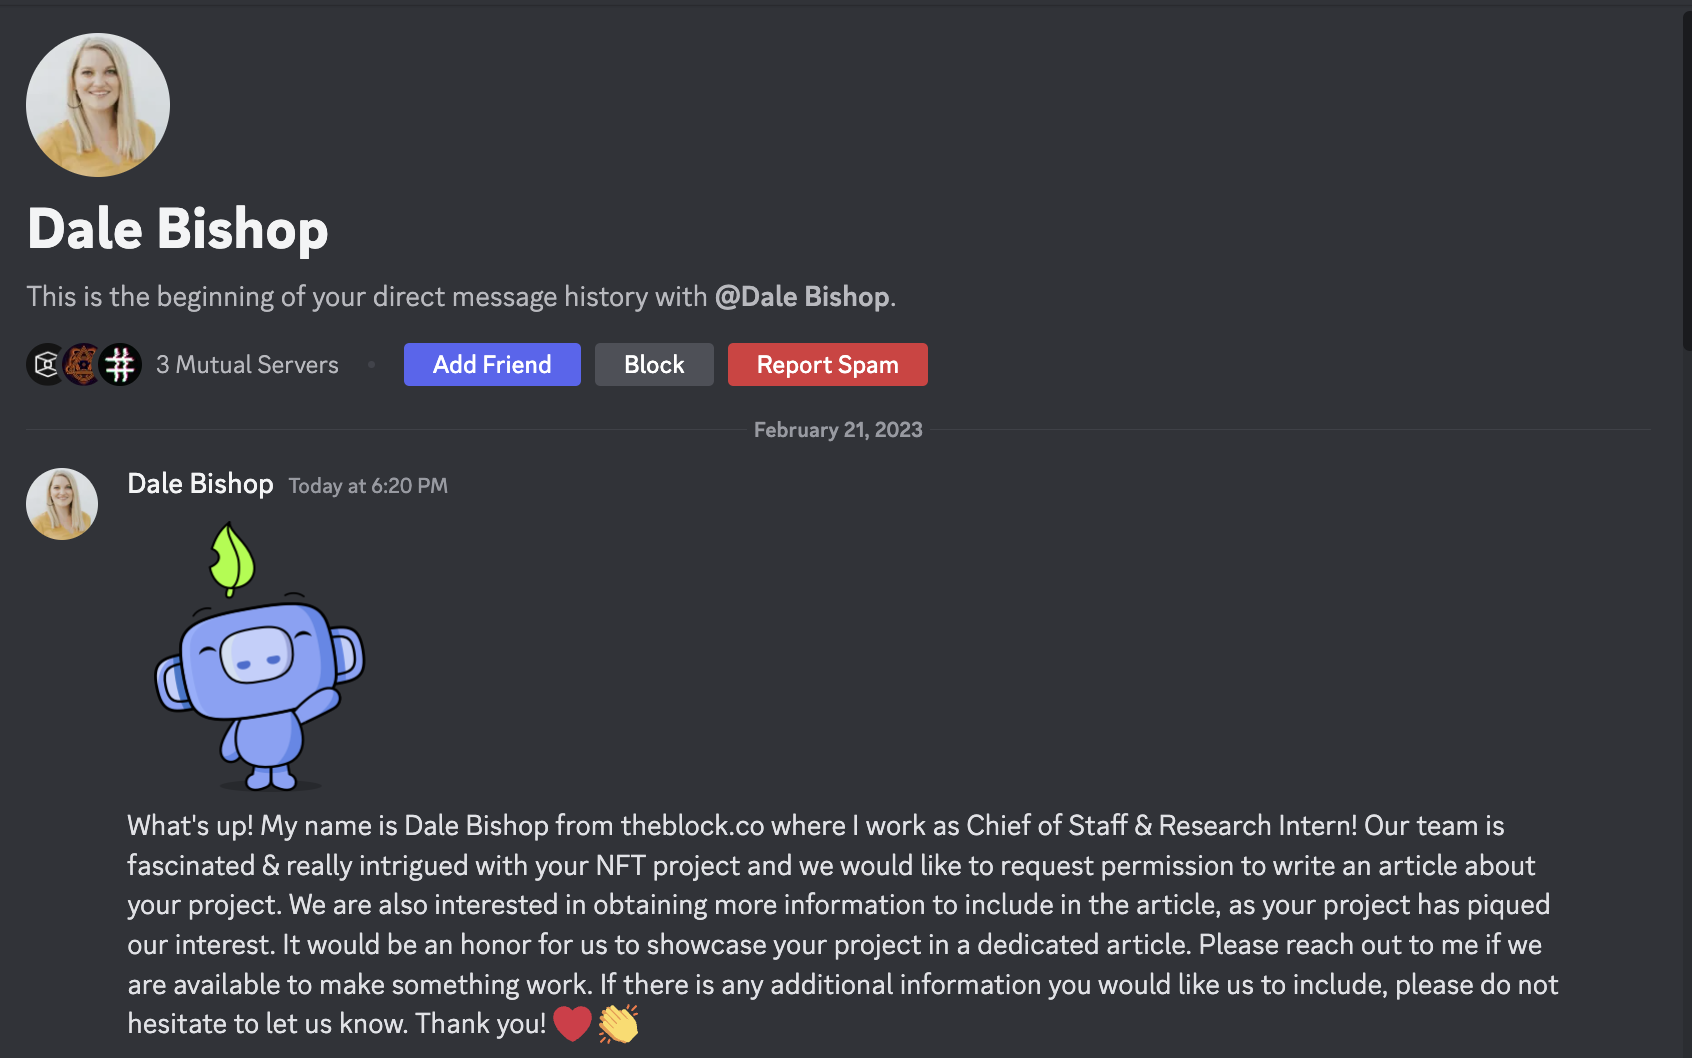 Dale Bishop
This is the beginning of your direct message history with @Dale Bishop.
3 Mutual Servers
Add Friend
Block
Report Spam
February 21, 2023
Dale Bishop Today at 6:20 PM
What's up! My name is Dale Bishop from theblock.co where I work as Chief of Staff & Research Intern! Our team is
fascinated & really intrigued with your NFT project and we would like to request permission to write an article about
your project. We are also interested in obtaining more information to include in the article, as your project has piqued
our interest. It would be an honor for us to showcase your project in a dedicated article. Please reach out to me if we
are available to make something work. If there is any additional information you would like us to include, please do not
hesitate to let us know. Thank you! ❤️👏